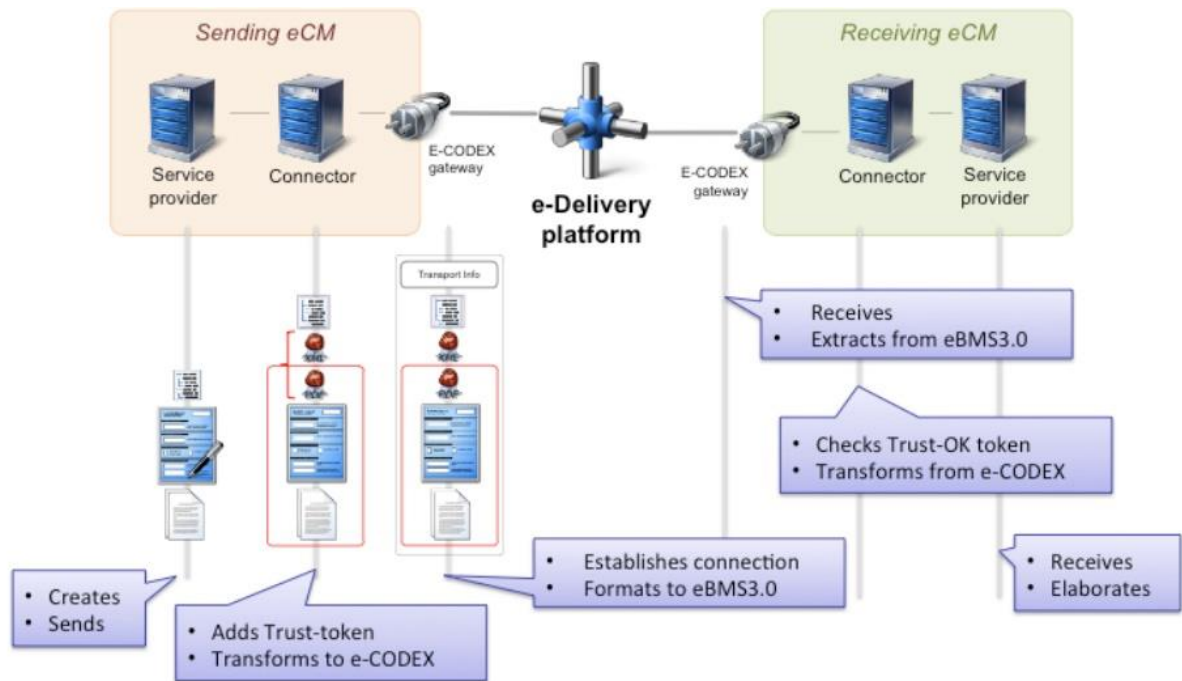 Sending eCM
Receiving eCM
Service
provider
Connector
E-CODEX
gateway
e-Delivery
platform
E-CODEX
gateway
Connector
Service
provider
Transport Info
• Receives
• Extracts from eBMS3.0
• Checks Trust-OK token
• Transforms from e-CODEX
• Establishes connection
• Formats to eBMS3.0
• Receives
• Elaborates
• Creates
• Sends
• Adds Trust-token
• Transforms to e-CODEX